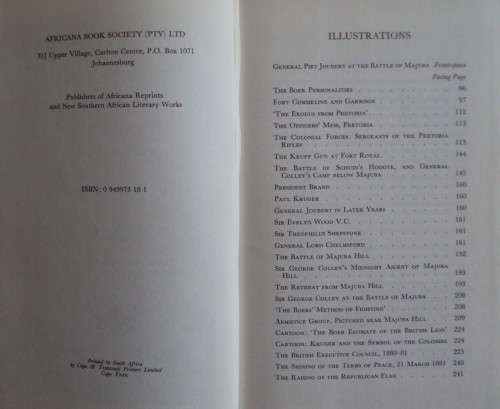 AFRICANA BOOK SOCIETY (PTY) LTD
353 Upper Village, Carlton Centre, P.O. Box 1071
Johannesburg
Publishers of Africana Reprints
and New Southern African Literary Works
ISBN: 0 949973 18 1
Printed in South Africa
by Cape & Transvaal Printers Limited
Cape Town
ILLUSTRATIONS
GENERAL PIET JOUBERT AT THE BATTLE OF MAJUBA Frontispiece
Facing Page
THE BOER PERSONALITIES 96
FORT COMMELINE AND GARRISON 97
'THE EXODUS FROM PRETORIA' 112
THE OFFICERS' MESS, PRETORIA 113
THE COLONIAL FORCES: SERGEANTS OF THE PRETORIA
RIFLES 113
THE KRUPP GUN AT FORT ROYAL 144
THE BATTLE OF SCHUIN'S HOOGTE, AND GENERAL
COLLEY'S CAMP BELOW MAJUBA 145
PRESIDENT BRAND 160
PAUL KRUGER 160
GENERAL JOUBERT IN LATER YEARS 160
SIR EVELYN WOOD V.C. 161
SIR THEOPHILUS SHEPSTONE 161
GENERAL LORD CHELMSFORD 161
THE BATTLE OF MAJUBA HILL 192
SIR GEORGE COLLEY'S MIDNIGHT ASCENT OF MAJUBA
HILL 193
THE RETREAT FROM MAJUBA HILL 193
SIR GEORGE COLLEY AT THE BATTLE OF MAJUBA 208
'THE BOERS' METHOD OF FIGHTING' 208
ARMISTICE GROUP, PICTURED NEAR MAJUBA HILL 209
CARTOON: 'THE BOER ESTIMATE OF THE BRITISH LION' 224
CARTOON: KRUGER AND THE SYMBOL OF THE COLONIES 224
THE BRITISH EXECUTIVE COUNCIL, 1880-81 225
THE SIGNING OF THE TERMS OF PEACE, 21 MARCH 1881 240
THE RAISING OF THE REPUBLICAN FLAG 241